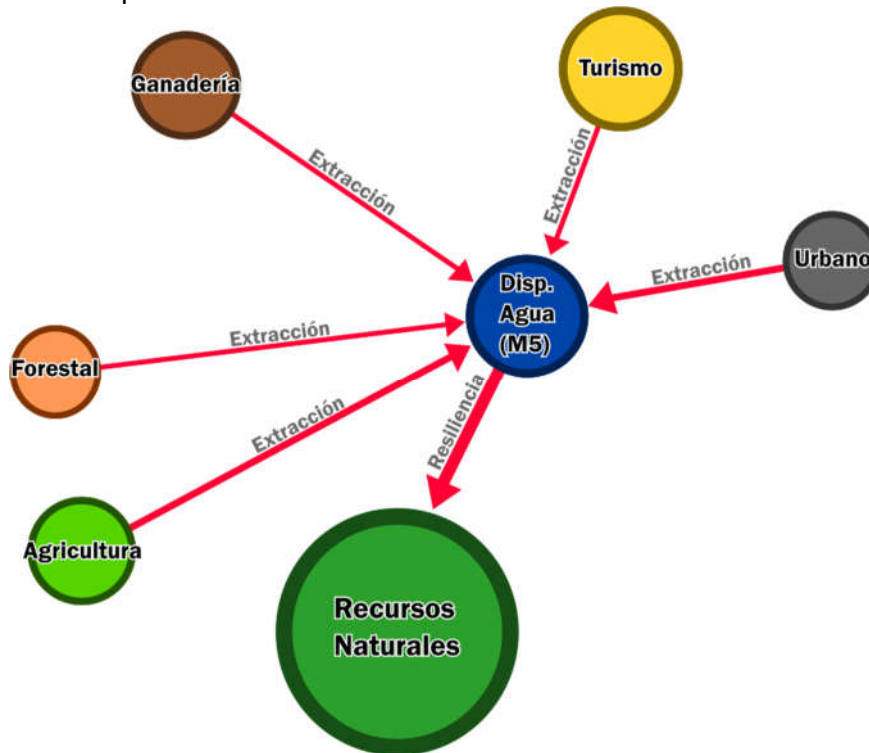 Turismo
Ganadería
Extracción
Extracción
Urbano
Extracción
Disp.
Agua
(M5)
Extracción
Forestal
Extracción
Resiliencia
Agricultura
Recursos
Naturales